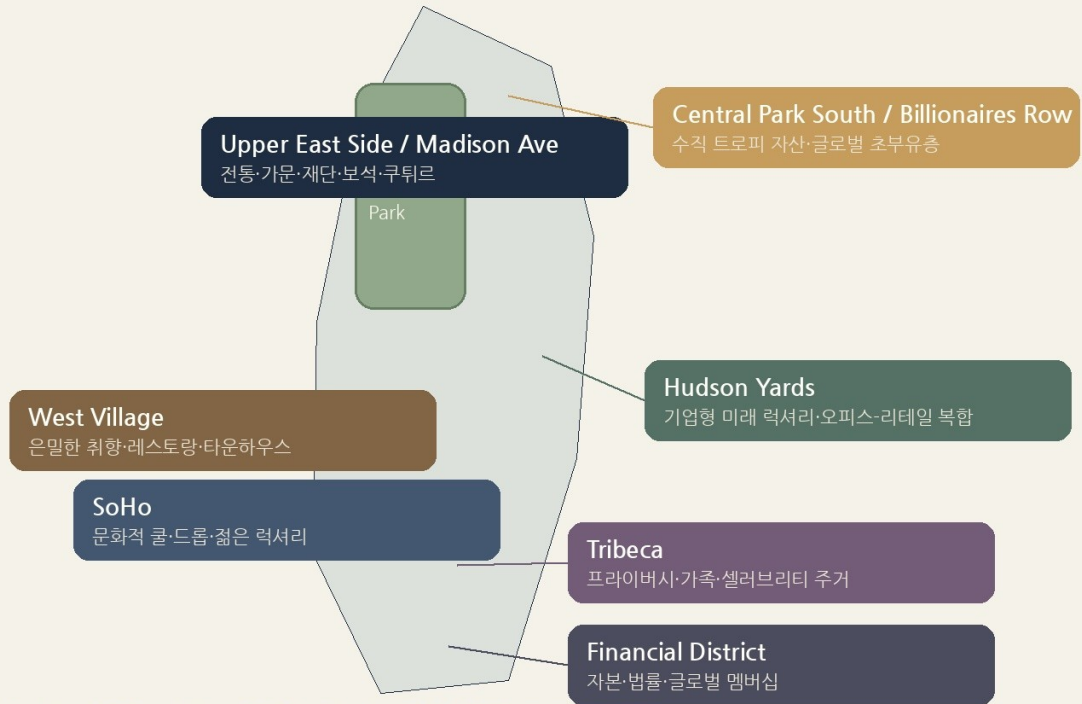 Central Park South / Billionaires Row
수직 트로피 자산·글로벌 초부유층
Upper East Side / Madison Ave
전통·가문·재단·보석·쿠튀르
Park
Hudson Yards
기업형 미래 럭셔리·오피스-리테일 복합
West Village
은밀한 취향·레스토랑·타운하우스
SoHo
문화적 쿨·드롭·젊은 럭셔리
Tribeca
프라이버시·가족·셀러브리티 주거
Financial District
자본·법률·글로벌 멤버십